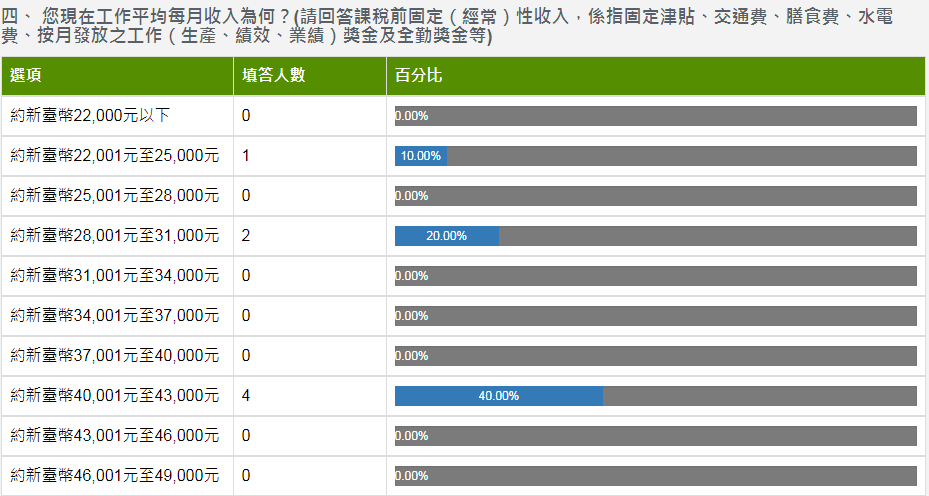 四、 您現在工作平均每月收入為何？(請回答課稅前固定（經常）性收入，係指固定津貼、交通費、膳食費、水電
費、按月發放之工作（生產、績效、業績）獎金及全勤獎金等)
選項 填答人數 百分比
約新臺幣22,000元以下 0 0.00%
約新臺幣22,001元至25,000元 1 10.00%
約新臺幣25,001元至28,000元 0 0.00%
約新臺幣28,001元至31,000元 2 20.00%
約新臺幣31,001元至34,000元 0 0.00%
約新臺幣34,001元至37,000元 0 0.00%
約新臺幣37,001元至40,000元 0 0.00%
約新臺幣40,001元至43,000元 4 40.00%
約新臺幣43,001元至46,000元 0 0.00%
約新臺幣46,001元至49,000元 0 0.00%